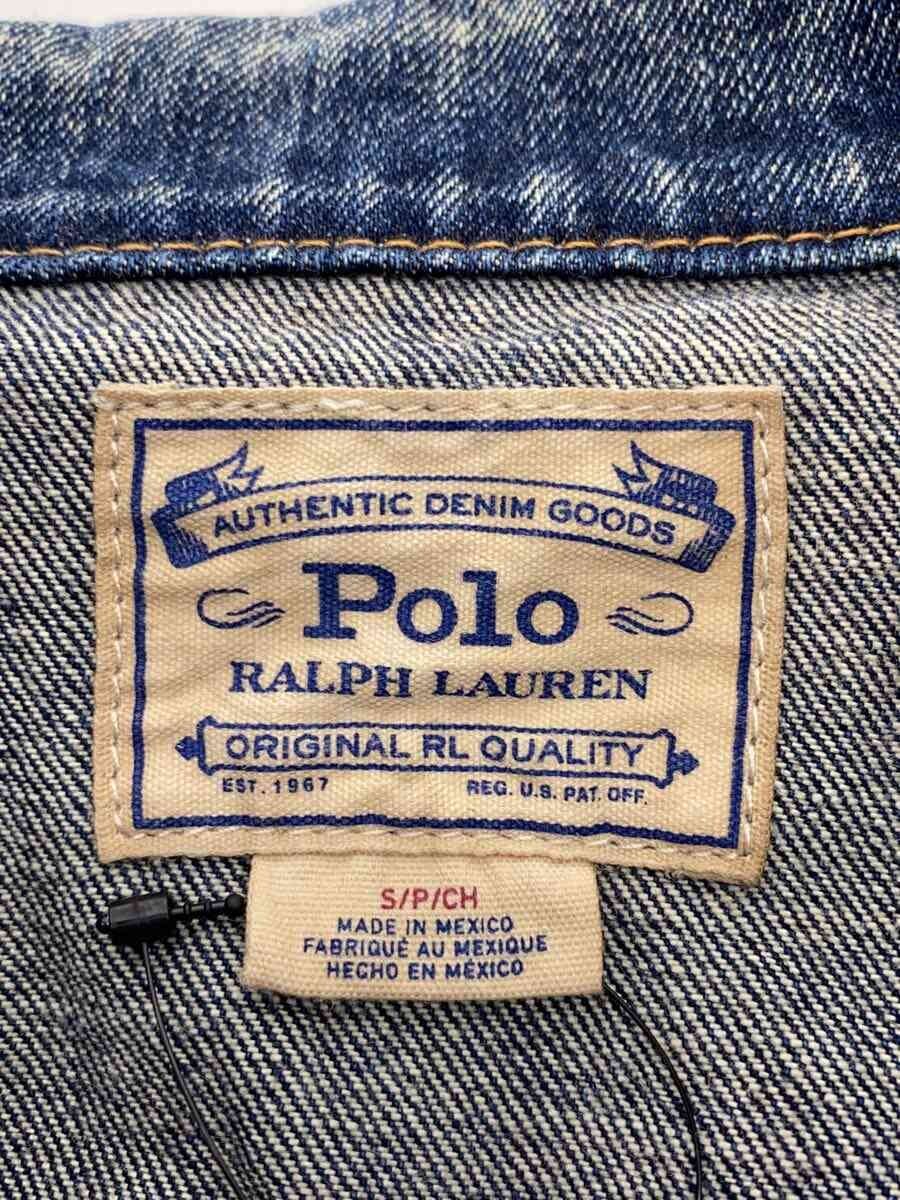 AUTHENTIC DENIM GOODS
Polo
RALPH LAUREN
ORIGINAL RL QUALITY
EST. 1967 REG. U.S. PAT. OFF.
S/P/CH
MADE IN MEXICO
FABRIQUÉ AU MEXIQUE
HECHO EN MÉXICO